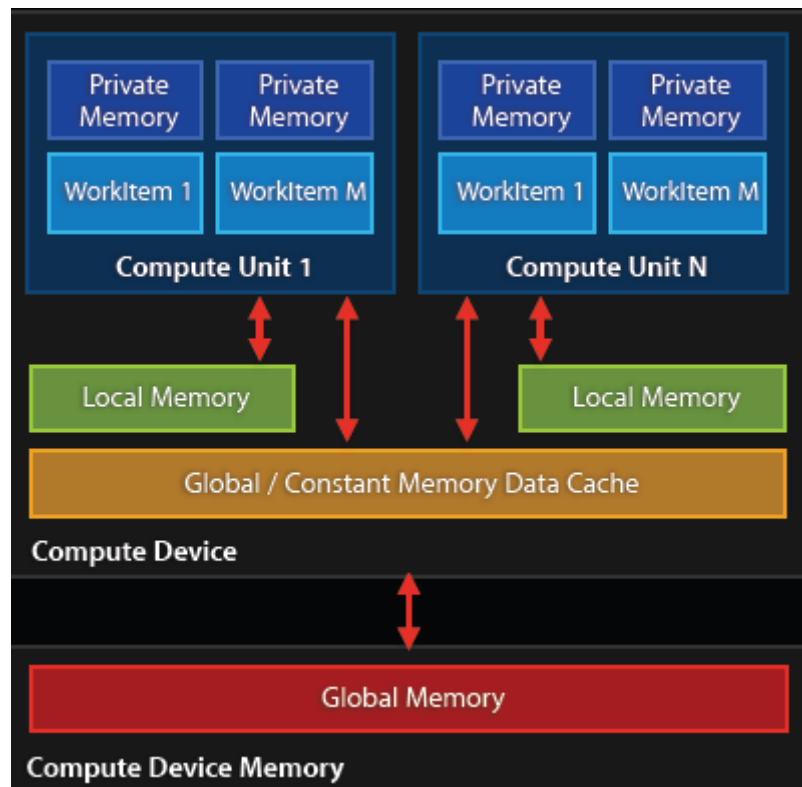 Private Memory
Private Memory
Private Memory
Private Memory
WorkItem 1
WorkItem M
WorkItem 1
WorkItem M
Compute Unit 1
Compute Unit N
Local Memory
Local Memory
Global / Constant Memory Data Cache
Compute Device
Global Memory
Compute Device Memory